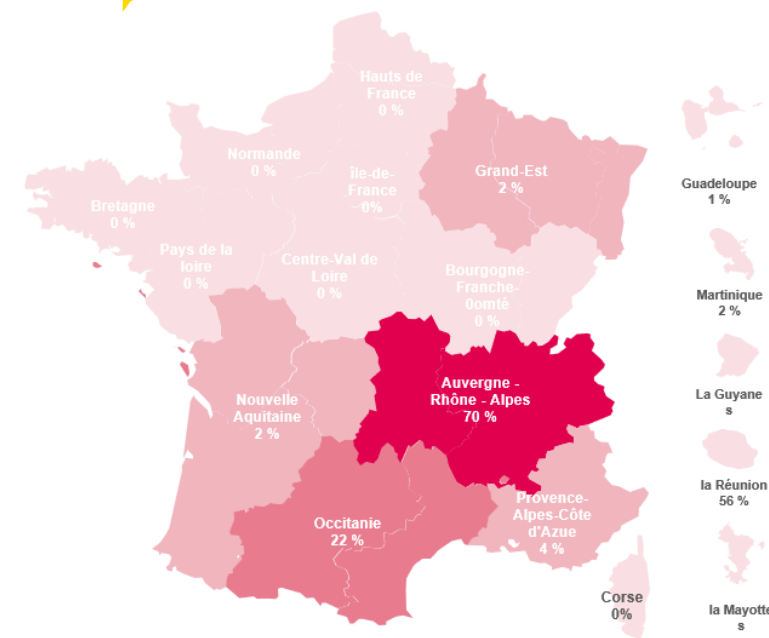 Hauts de
France
0 %
Normande
0 %
Île-de-
France
0%
Grand-Est
2 %
Bretagne
0 %
Pays de la
loire
0 %
Centre-Val de
Loire
0 %
Bourgogne-
Franche-
0omté
0 %
Auvergne -
Rhône - Alpes
70 %
Nouvelle
Aquitaine
2 %
Occitanie
22 %
Provence-
Alpes-Côte
d'Azue
4 %
Corse
0%
Guadeloupe
1 %
Martinique
2 %
La Guyane
s
la Réunion
56 %
la Mayotte
s